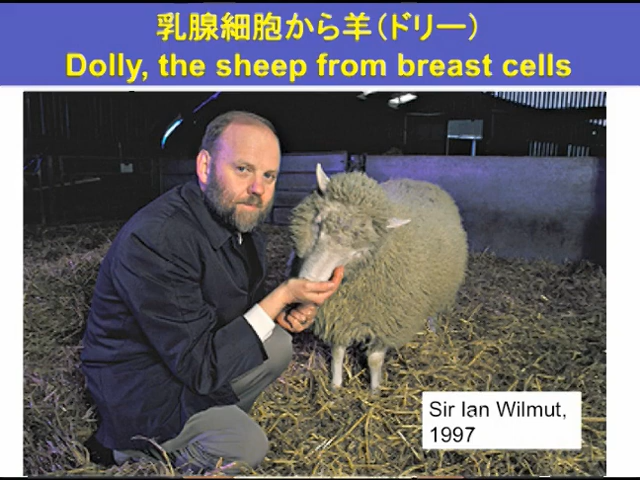 乳腺細胞から羊（ドリー）
Dolly, the sheep from breast cells
Sir Ian Wilmut,
1997